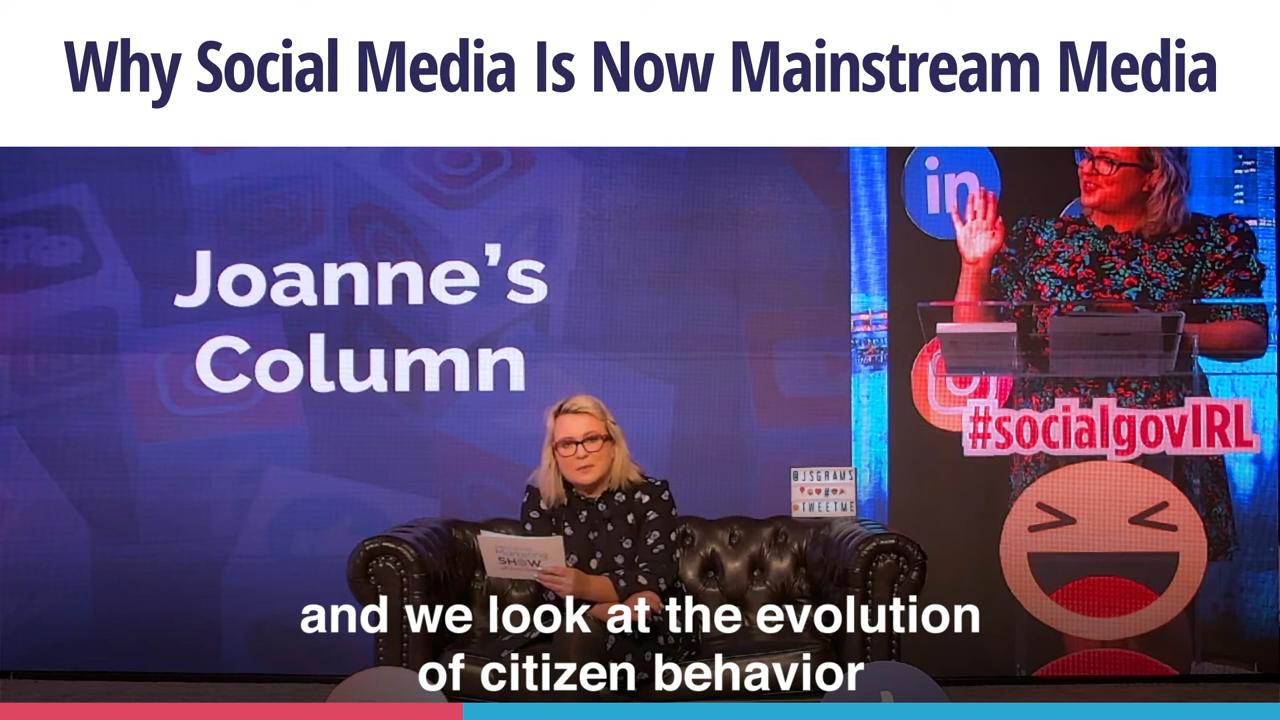 Why Social Media Is Now Mainstream Media
Joanne's
Column
in
#socialgovIRL
@JSGRAMS
#
TWEETME
Marketing
SHOW
and we look at the evolution
of citizen behavior